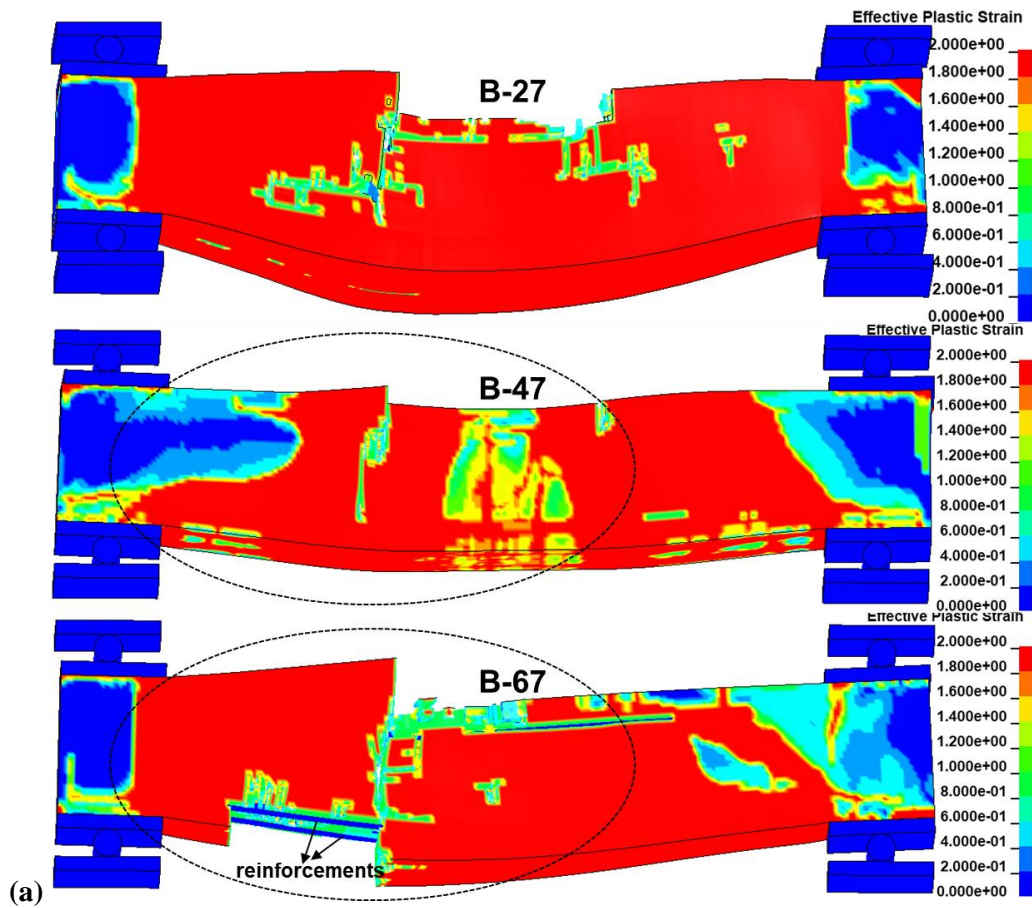 Effective Plastic Strain
2.000e+00
1.800e+00
1.600e+00
1.400e+00
1.200e+00
1.000e+00
8.000e-01
6.000e-01
4.000e-01
2.000e-01
0.000e+00
B-27
Effective Plastic Strain
2.000e+00
1.800e+00
1.600e+00
1.400e+00
1.200e+00
1.000e+00
8.000e-01
6.000e-01
4.000e-01
2.000e-01
0.000e+00
B-47
Effective Plastic Strain
2.000e+00
1.800e+00
1.600e+00
1.400e+00
1.200e+00
1.000e+00
8.000e-01
6.000e-01
4.000e-01
2.000e-01
0.000e+00
B-67
reinforcements
(a)